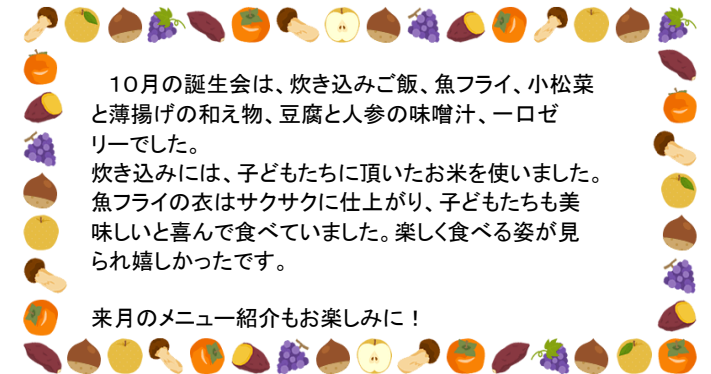 １０月の誕生会は、炊き込みご飯、魚フライ、小松菜
と薄揚げの和え物、豆腐と人参の味噌汁、一口ゼ
リーでした。
炊き込みには、子どもたちに頂いたお米を使いました。
魚フライの衣はサクサクに仕上がり、子どもたちも美
味しいと喜んで食べていました。楽しく食べる姿が見
られ嬉しかったです。
来月のメニュー紹介もお楽しみに！